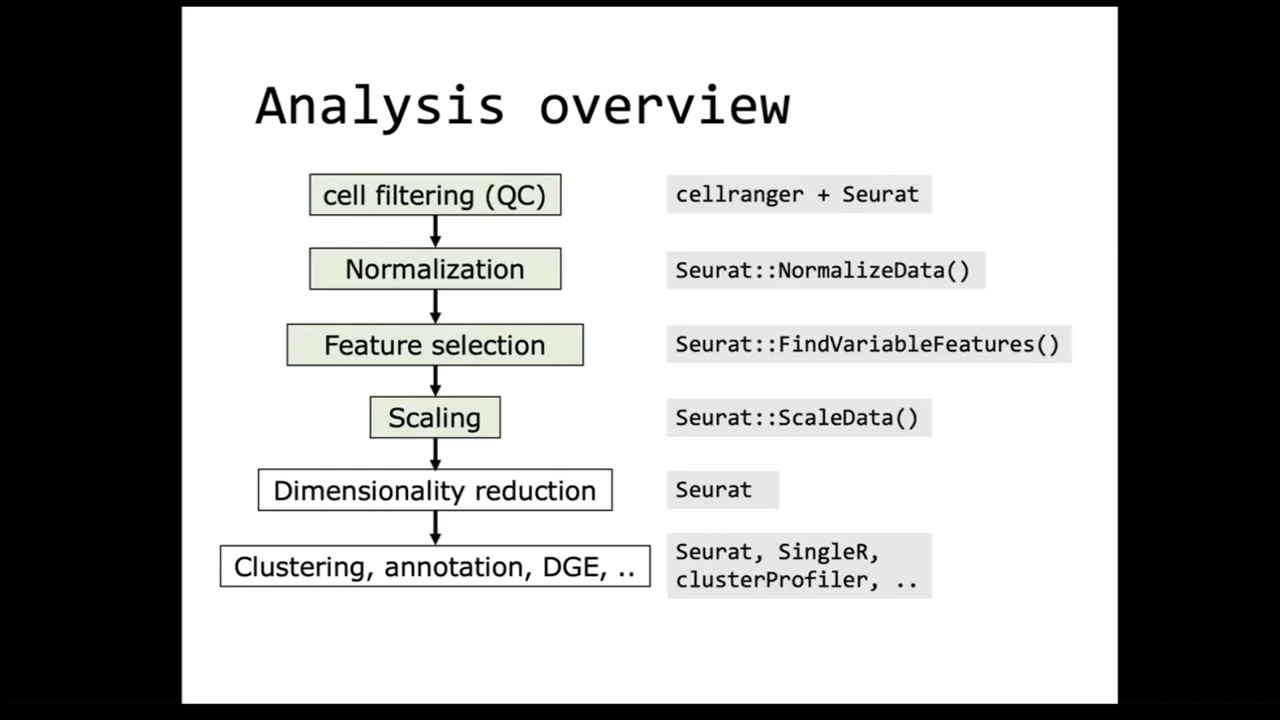 Analysis overview
cell filtering (QC)
cellranger + Seurat
Normalization
Seurat::NormalizeData()
Feature selection
Seurat::FindVariableFeatures()
Scaling
Seurat::ScaleData()
Dimensionality reduction
Seurat
Clustering, annotation, DGE, ..
Seurat, SingleR,
clusterProfiler, ..